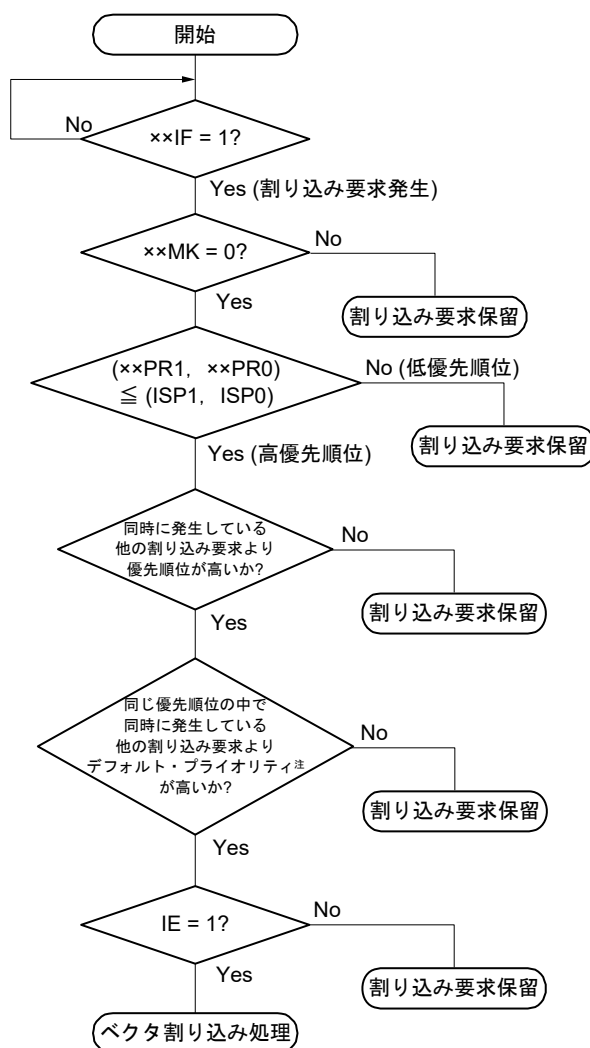 開始
No
××IF = 1?
Yes (割り込み要求発生)
××MK = 0?
No
Yes
割り込み要求保留
(××PR1, ××PR0)
≦ (ISP1, ISP0)
No (低優先順位)
割り込み要求保留
Yes (高優先順位)
同時に発生している
他の割り込み要求より
優先順位が高いか?
No
割り込み要求保留
Yes
同じ優先順位の中で
同時に発生している
他の割り込み要求より
デフォルト・プライオリティ注
が高いか?
No
割り込み要求保留
Yes
IE = 1?
No
割り込み要求保留
Yes
ベクタ割り込み処理